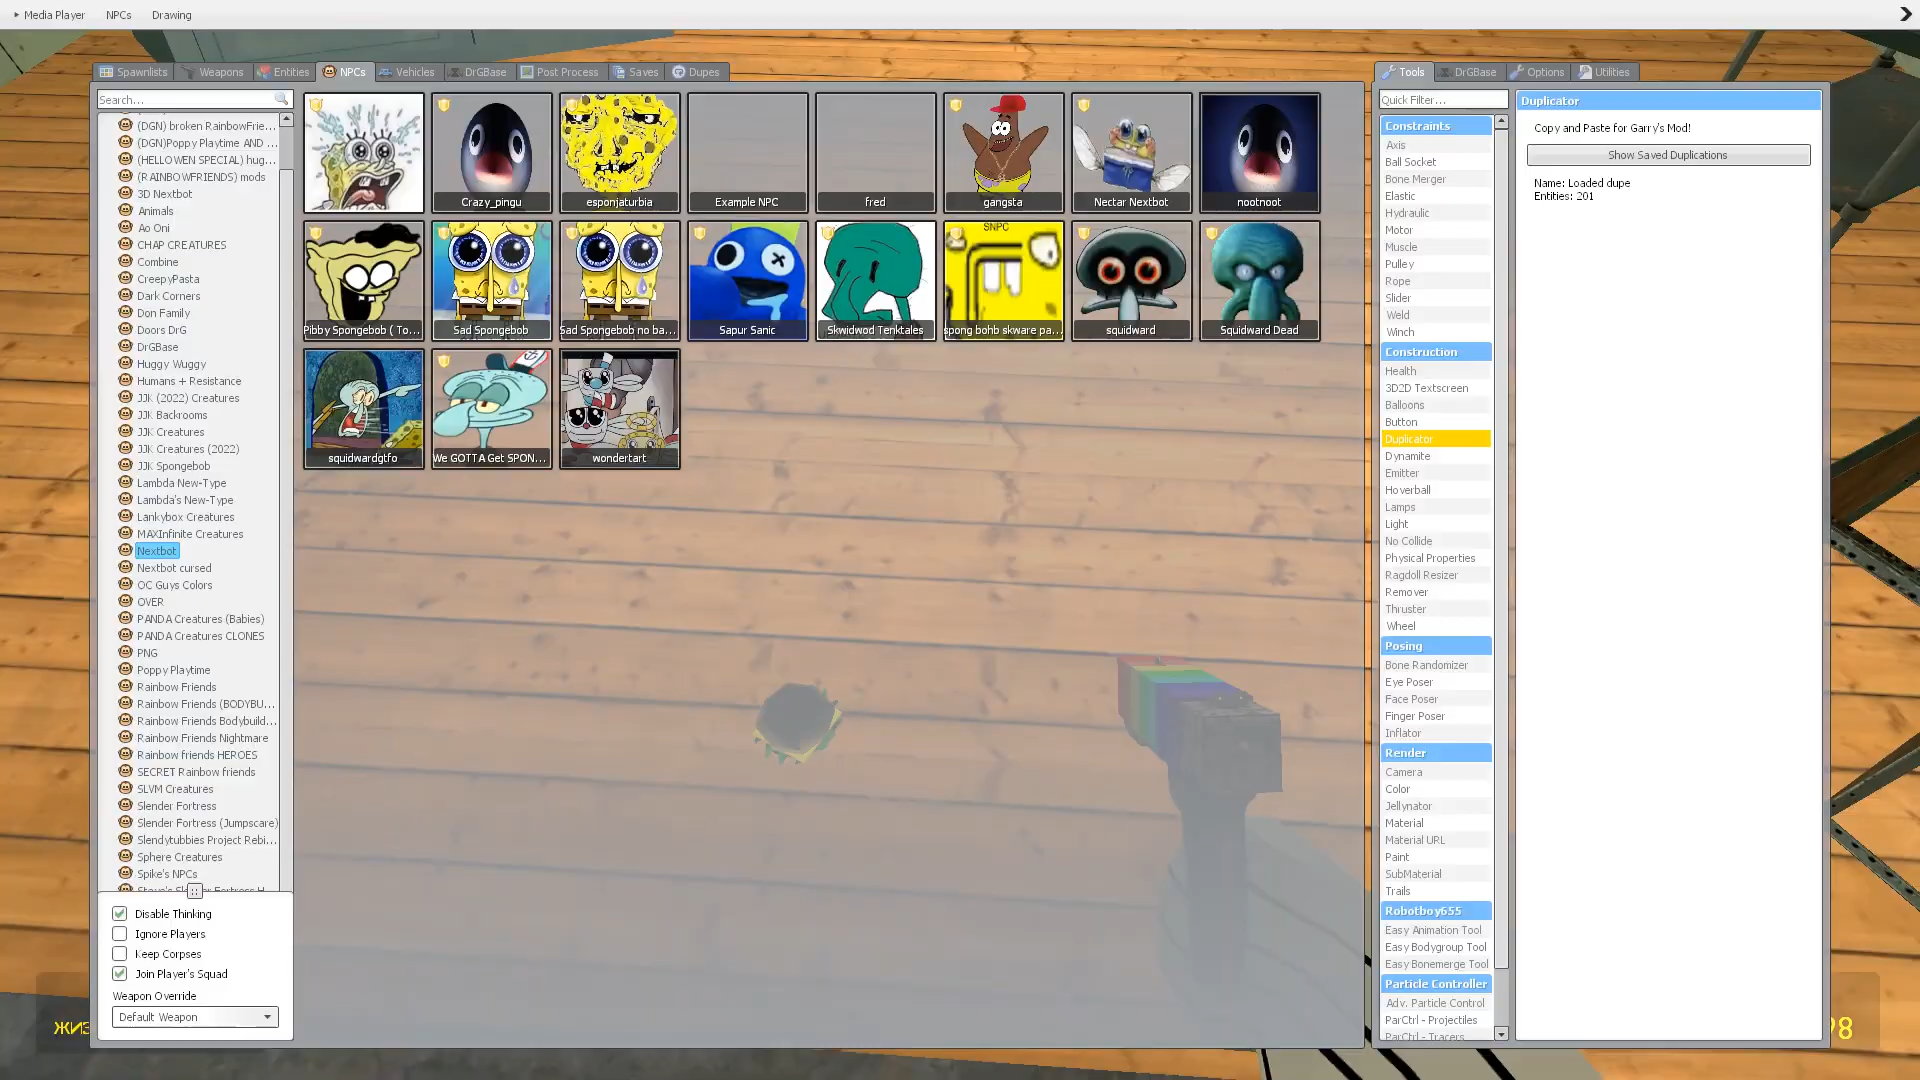 Media Player
NPCs
Drawing
Spawnlists
Weapons
Entities
NPCs
Vehicles
DrGBase
Post Process
Saves
Dupes
Search...
(DGN) broken RainbowFrie...
(DGN)Poppy Playtime AND ...
(HELLOWEN SPECIAL) hug...
(RAINBOWFRIENDS) mods
3D Nextbot
Animals
Ao Oni
CHAP CREATURES
Combine
CreepyPasta
Dark Corners
Don Family
Doors DrG
DrGBase
Huggy Wuggy
Humans + Resistance
JJK (2022) Creatures
JJK Backrooms
JJK Creatures
JJK Creatures (2022)
JJK Spongebob
Lambda New-Type
Lambda's New-Type
Lankybox Creatures
MAXInfinite Creatures
Nextbot
Nextbot cursed
OC Guys Colors
OVER
PANDA Creatures (Babies)
PANDA Creatures CLONES
PNG
Poppy Playtime
Rainbow Friends
Rainbow Friends (BODYBU...
Rainbow Friends Bodybuild...
Rainbow Friends Nightmare
Rainbow friends HEROES
SECRET Rainbow friends
SLVM Creatures
Slender Fortress
Slender Fortress (Jumpscare)
Slendytubbies Project Rebi...
Sphere Creatures
Spike's NPCs
Disable Thinking
Ignore Players
Keep Corpses
Join Player's Squad
Weapon Override
Default Weapon
Crazy_pingu
esponjaturbia
Example NPC
fred
gangsta
Nectar Nextbot
nootnoot
Pibby Spongebob ( To...
Sad Spongebob
Sad Spongebob no ba...
Sapur Sanic
Skwidwod Tenktales
SNPC
spong bohb skware pa...
squidward
Squidward Dead
squidwardgtfo
We GOTTA Get SPON...
wondertart
Tools
DrGBase
Options
Utilities
Quick Filter...
Constraints
Axis
Ball Socket
Bone Merger
Elastic
Hydraulic
Motor
Muscle
Pulley
Rope
Slider
Weld
Winch
Construction
Health
3D2D Textscreen
Balloons
Button
Duplicator
Dynamite
Emitter
Hoverball
Lamps
Light
No Collide
Physical Properties
Ragdoll Resizer
Remover
Thruster
Wheel
Posing
Bone Randomizer
Eye Poser
Face Poser
Finger Poser
Inflator
Render
Camera
Color
Jellynator
Material
Material URL
Paint
SubMaterial
Trails
Robotboy655
Easy Animation Tool
Easy Bodygroup Tool
Easy Bonemerge Tool
Particle Controller
Adv. Particle Control
ParCtrl - Projectiles
ParCtrl - Tracers
Duplicator
Copy and Paste for Garry's Mod!
Show Saved Duplications
Name: Loaded dupe
Entities: 201
ЖИЗ
98